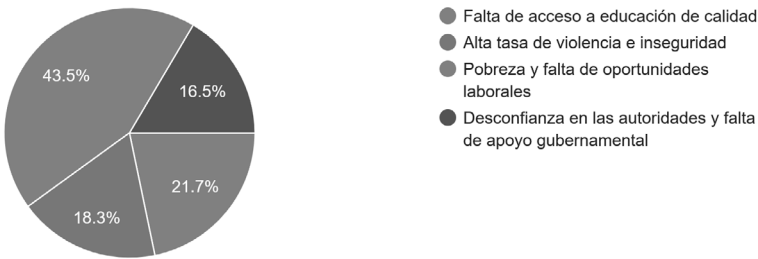 43.5%
16.5%
21.7%
18.3%
Falta de acceso a educación de calidad
Alta tasa de violencia e inseguridad
Pobreza y falta de oportunidades
laborales
Desconfianza en las autoridades y falta
de apoyo gubernamental